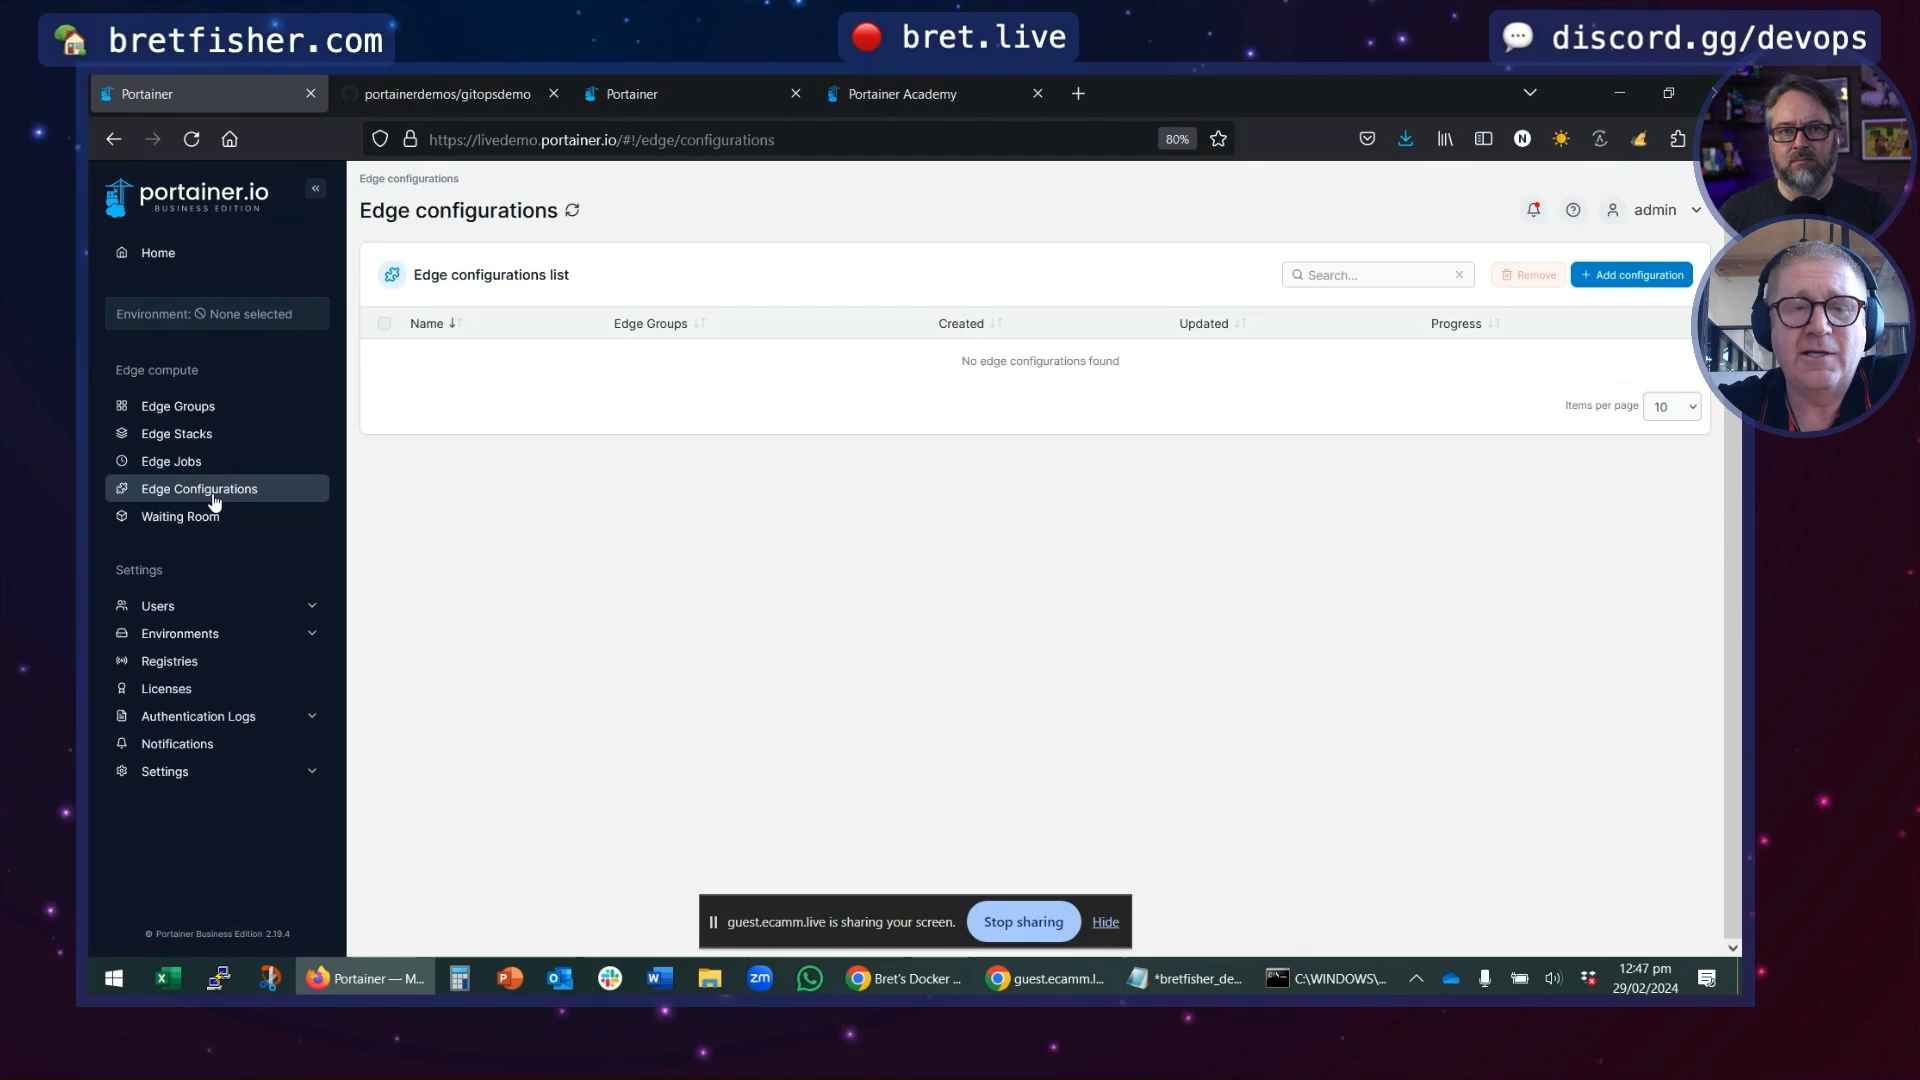 bretfisher.com
bret.live
discord.gg/devops
Portainer
portainerdemos/gitopsdemo
Portainer
Portainer Academy
https://livedemo.portainer.io/#!/edge/configurations
80%
N
portainer.io
BUSINESS EDITION
Home
Environment: None selected
Edge compute
Edge Groups
Edge Stacks
Edge Jobs
Edge Configurations
Waiting Room
Settings
Users
Environments
Registries
Licenses
Authentication Logs
Notifications
Settings
© Portainer Business Edition 2.19.4
Edge configurations
Edge configurations
admin
Edge configurations list
Search...
Remove
+ Add configuration
Name
Edge Groups
Created
Updated
Progress
No edge configurations found
Items per page 10
guest.ecamm.live is sharing your screen.
Stop sharing
Hide
Portainer — M...
zm
Bret's Docker ...
guest.ecamm.l...
*bretfisher_de...
C:\WINDOWS\...
12:47 pm
29/02/2024